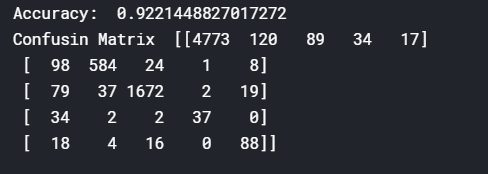 Accuracy:  0.9221448827017272
Confusin Matrix  [[4773  120   89   34   17]
 [  98  584   24    1    8]
 [  79   37 1672    2   19]
 [  34    2    2   37    0]
 [  18    4   16    0   88]]